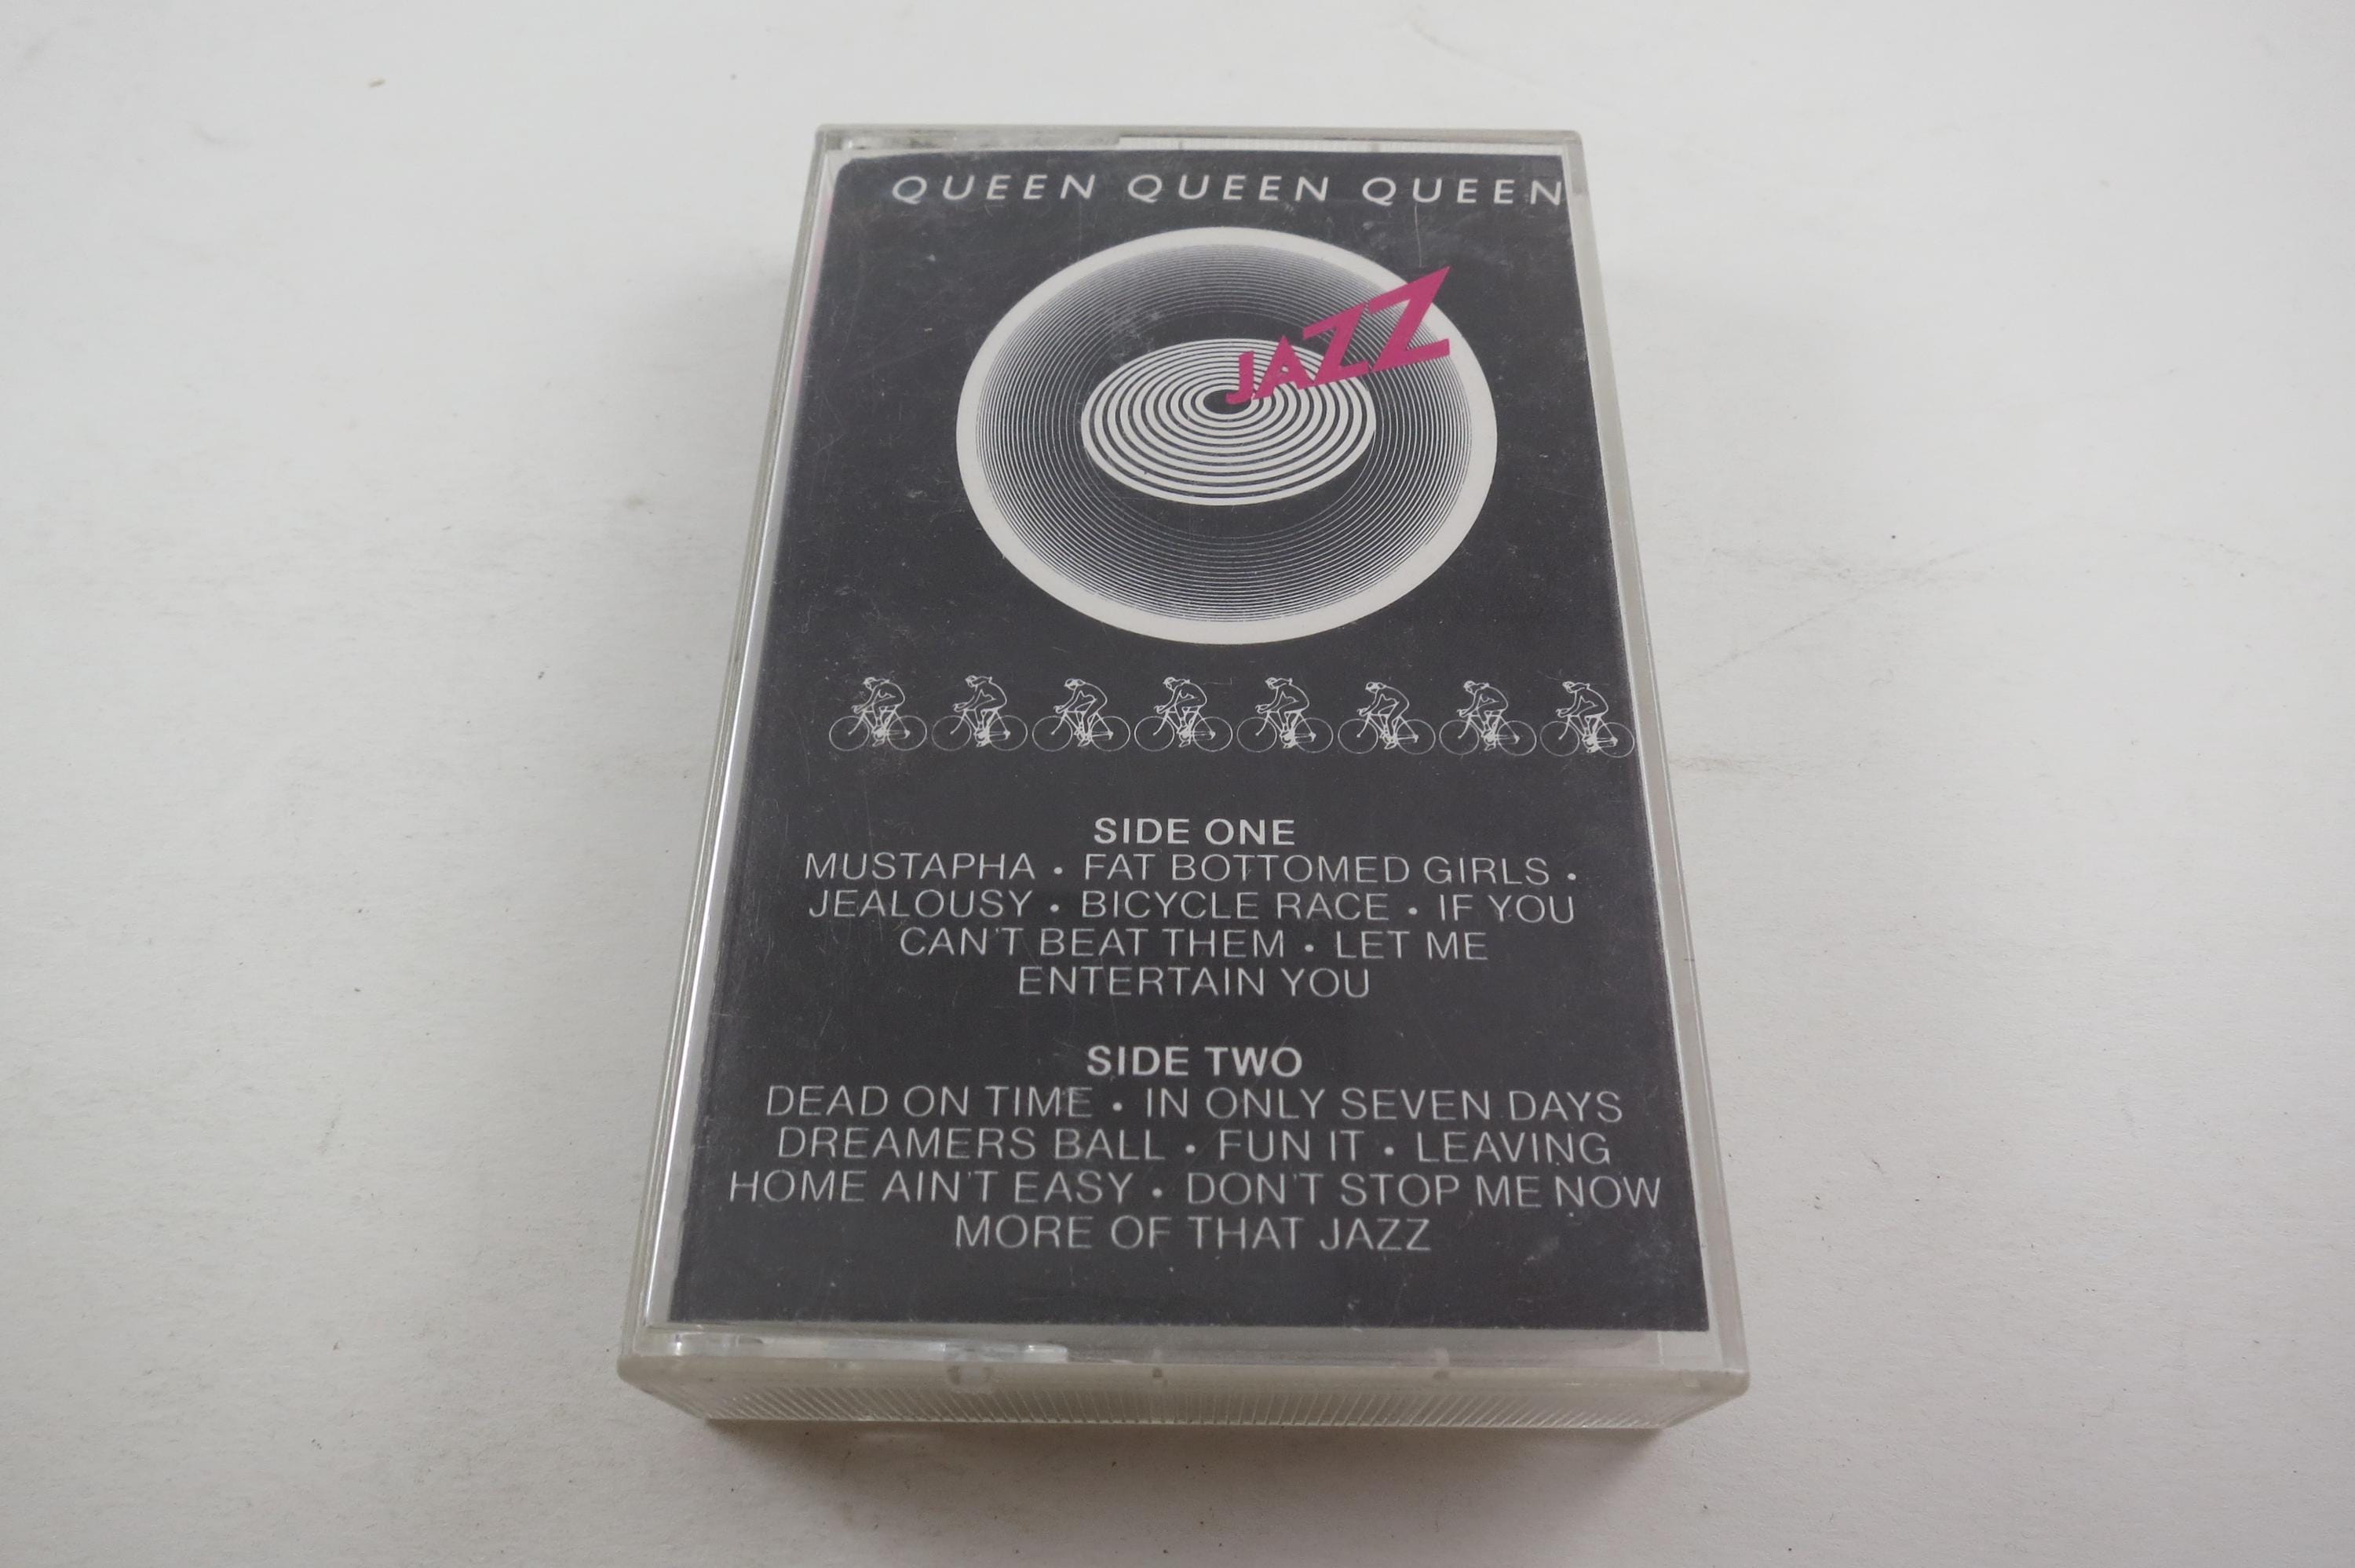 QUEEN QUEEN QUEEN
JAZZ
SIDE ONE
MUSTAPHA • FAT BOTTOMED GIRLS •
JEALOUSY • BICYCLE RACE • IF YOU
CAN'T BEAT THEM • LET ME
ENTERTAIN YOU
SIDE TWO
DEAD ON TIME • IN ONLY SEVEN DAYS
DREAMERS BALL • FUN IT • LEAVING
HOME AIN'T EASY • DON'T STOP ME NOW
MORE OF THAT JAZZ